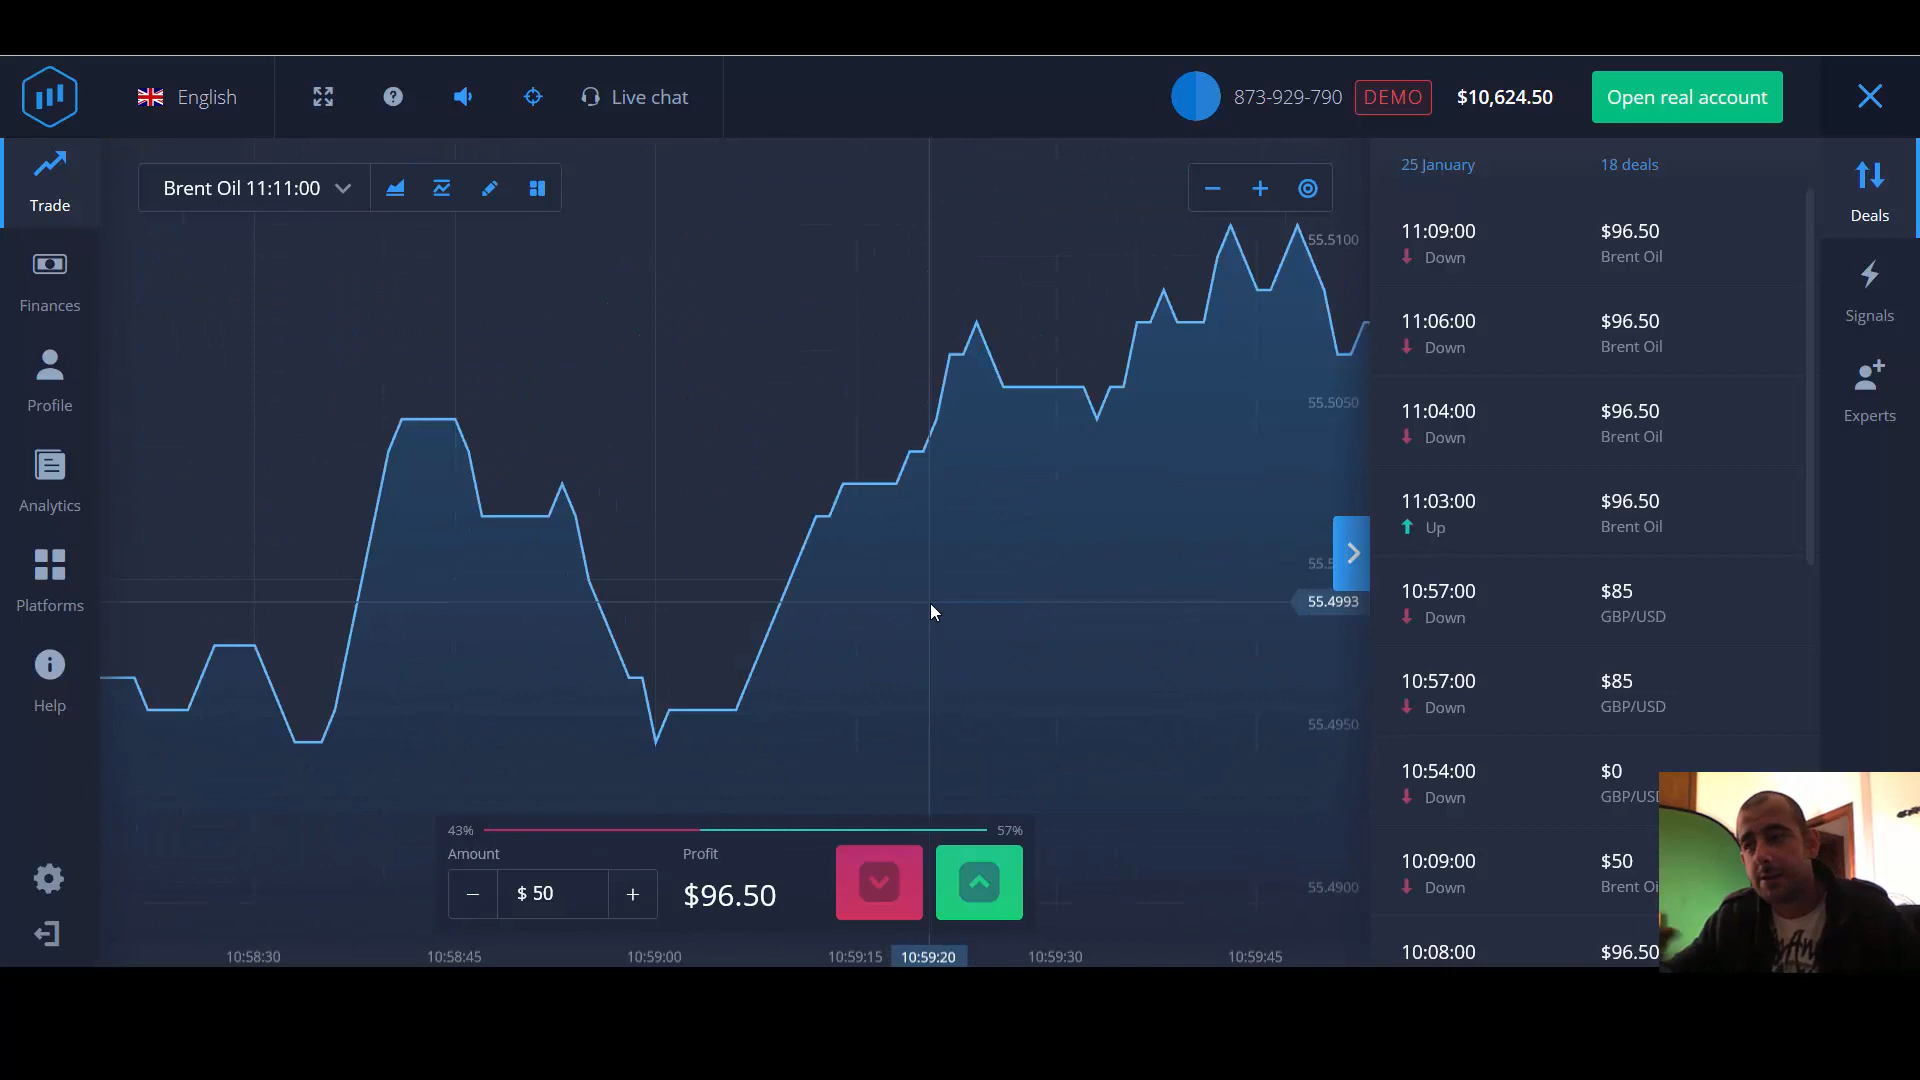 English
Live chat
873-929-790 DEMO $10,624.50 Open real account
Trade
Finances
Profile
Analytics
Platforms
Help
Brent Oil 11:11:00
55.5100
55.5050
55.5
55.4993
55.4950
55.4900
43% 57%
Amount
$ 50
Profit
$96.50
10:58:30 10:58:45 10:59:00 10:59:15 10:59:20 10:59:30 10:59:45
25 January 18 deals
11:09:00 $96.50
Down Brent Oil
11:06:00 $96.50
Down Brent Oil
11:04:00 $96.50
Down Brent Oil
11:03:00 $96.50
Up Brent Oil
10:57:00 $85
Down GBP/USD
10:57:00 $85
Down GBP/USD
10:54:00 $0
Down GBP/USD
10:09:00 $50
Down Brent Oi
10:08:00 $96.50
Deals
Signals
Experts